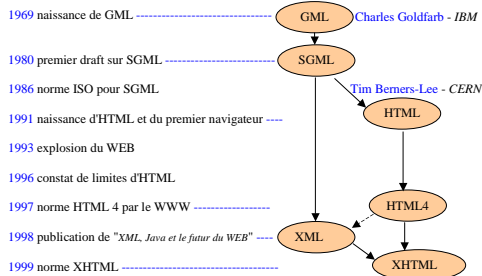 1969 naissance de GML -------------------------------- GML Charles Goldfarb - IBM
1980 premier draft sur SGML -------------------------- SGML
1986 norme ISO pour SGML Tim Berners-Lee - CERN
1991 naissance d'HTML et du premier navigateur ---- HTML
1993 explosion du WEB
1996 constat de limites d'HTML
1997 norme HTML 4 par le WWW ------------------ HTML4
1998 publication de "XML, Java et le futur du WEB" ---- XML
1999 norme XHTML ------------------------------------- XHTML